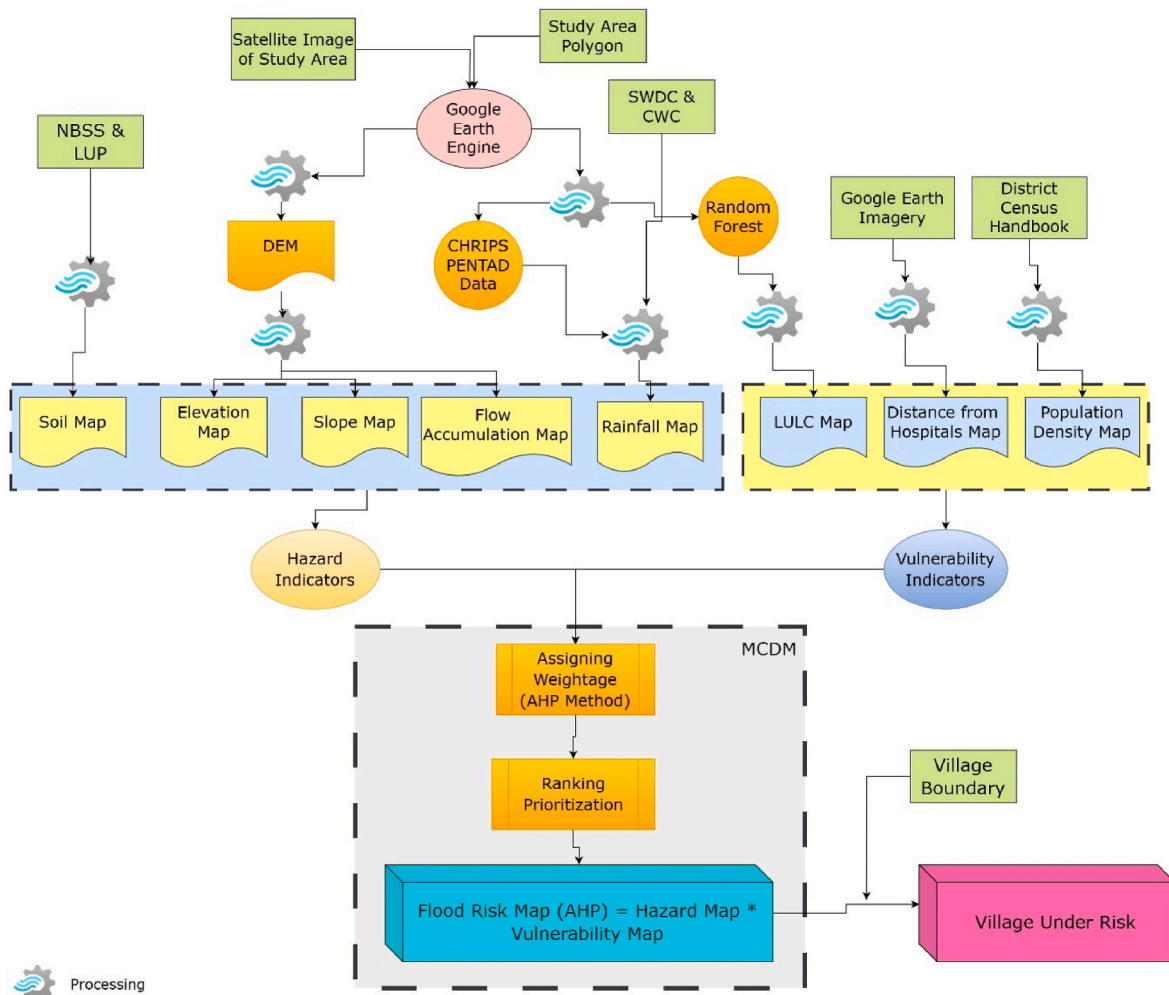 Satellite Image
of Study Area
Study Area
Polygon
Google
Earth
Engine
SWDC &
CWC
NBSS &
LUP
DEM
CHRIPS
PENTAD
Data
Random
Forest
Google Earth
Imagery
District
Census
Handbook
Soil Map
Elevation
Map
Slope Map
Flow
Accumulation Map
Rainfall Map
LULC Map
Distance from
Hospitals Map
Population
Density Map
Hazard
Indicators
Vulnerability
Indicators
MCDM
Assigning
Weightage
(AHP Method)
Ranking
Prioritization
Village
Boundary
Flood Risk Map (AHP) = Hazard Map *
Vulnerability Map
Village Under Risk
Processing